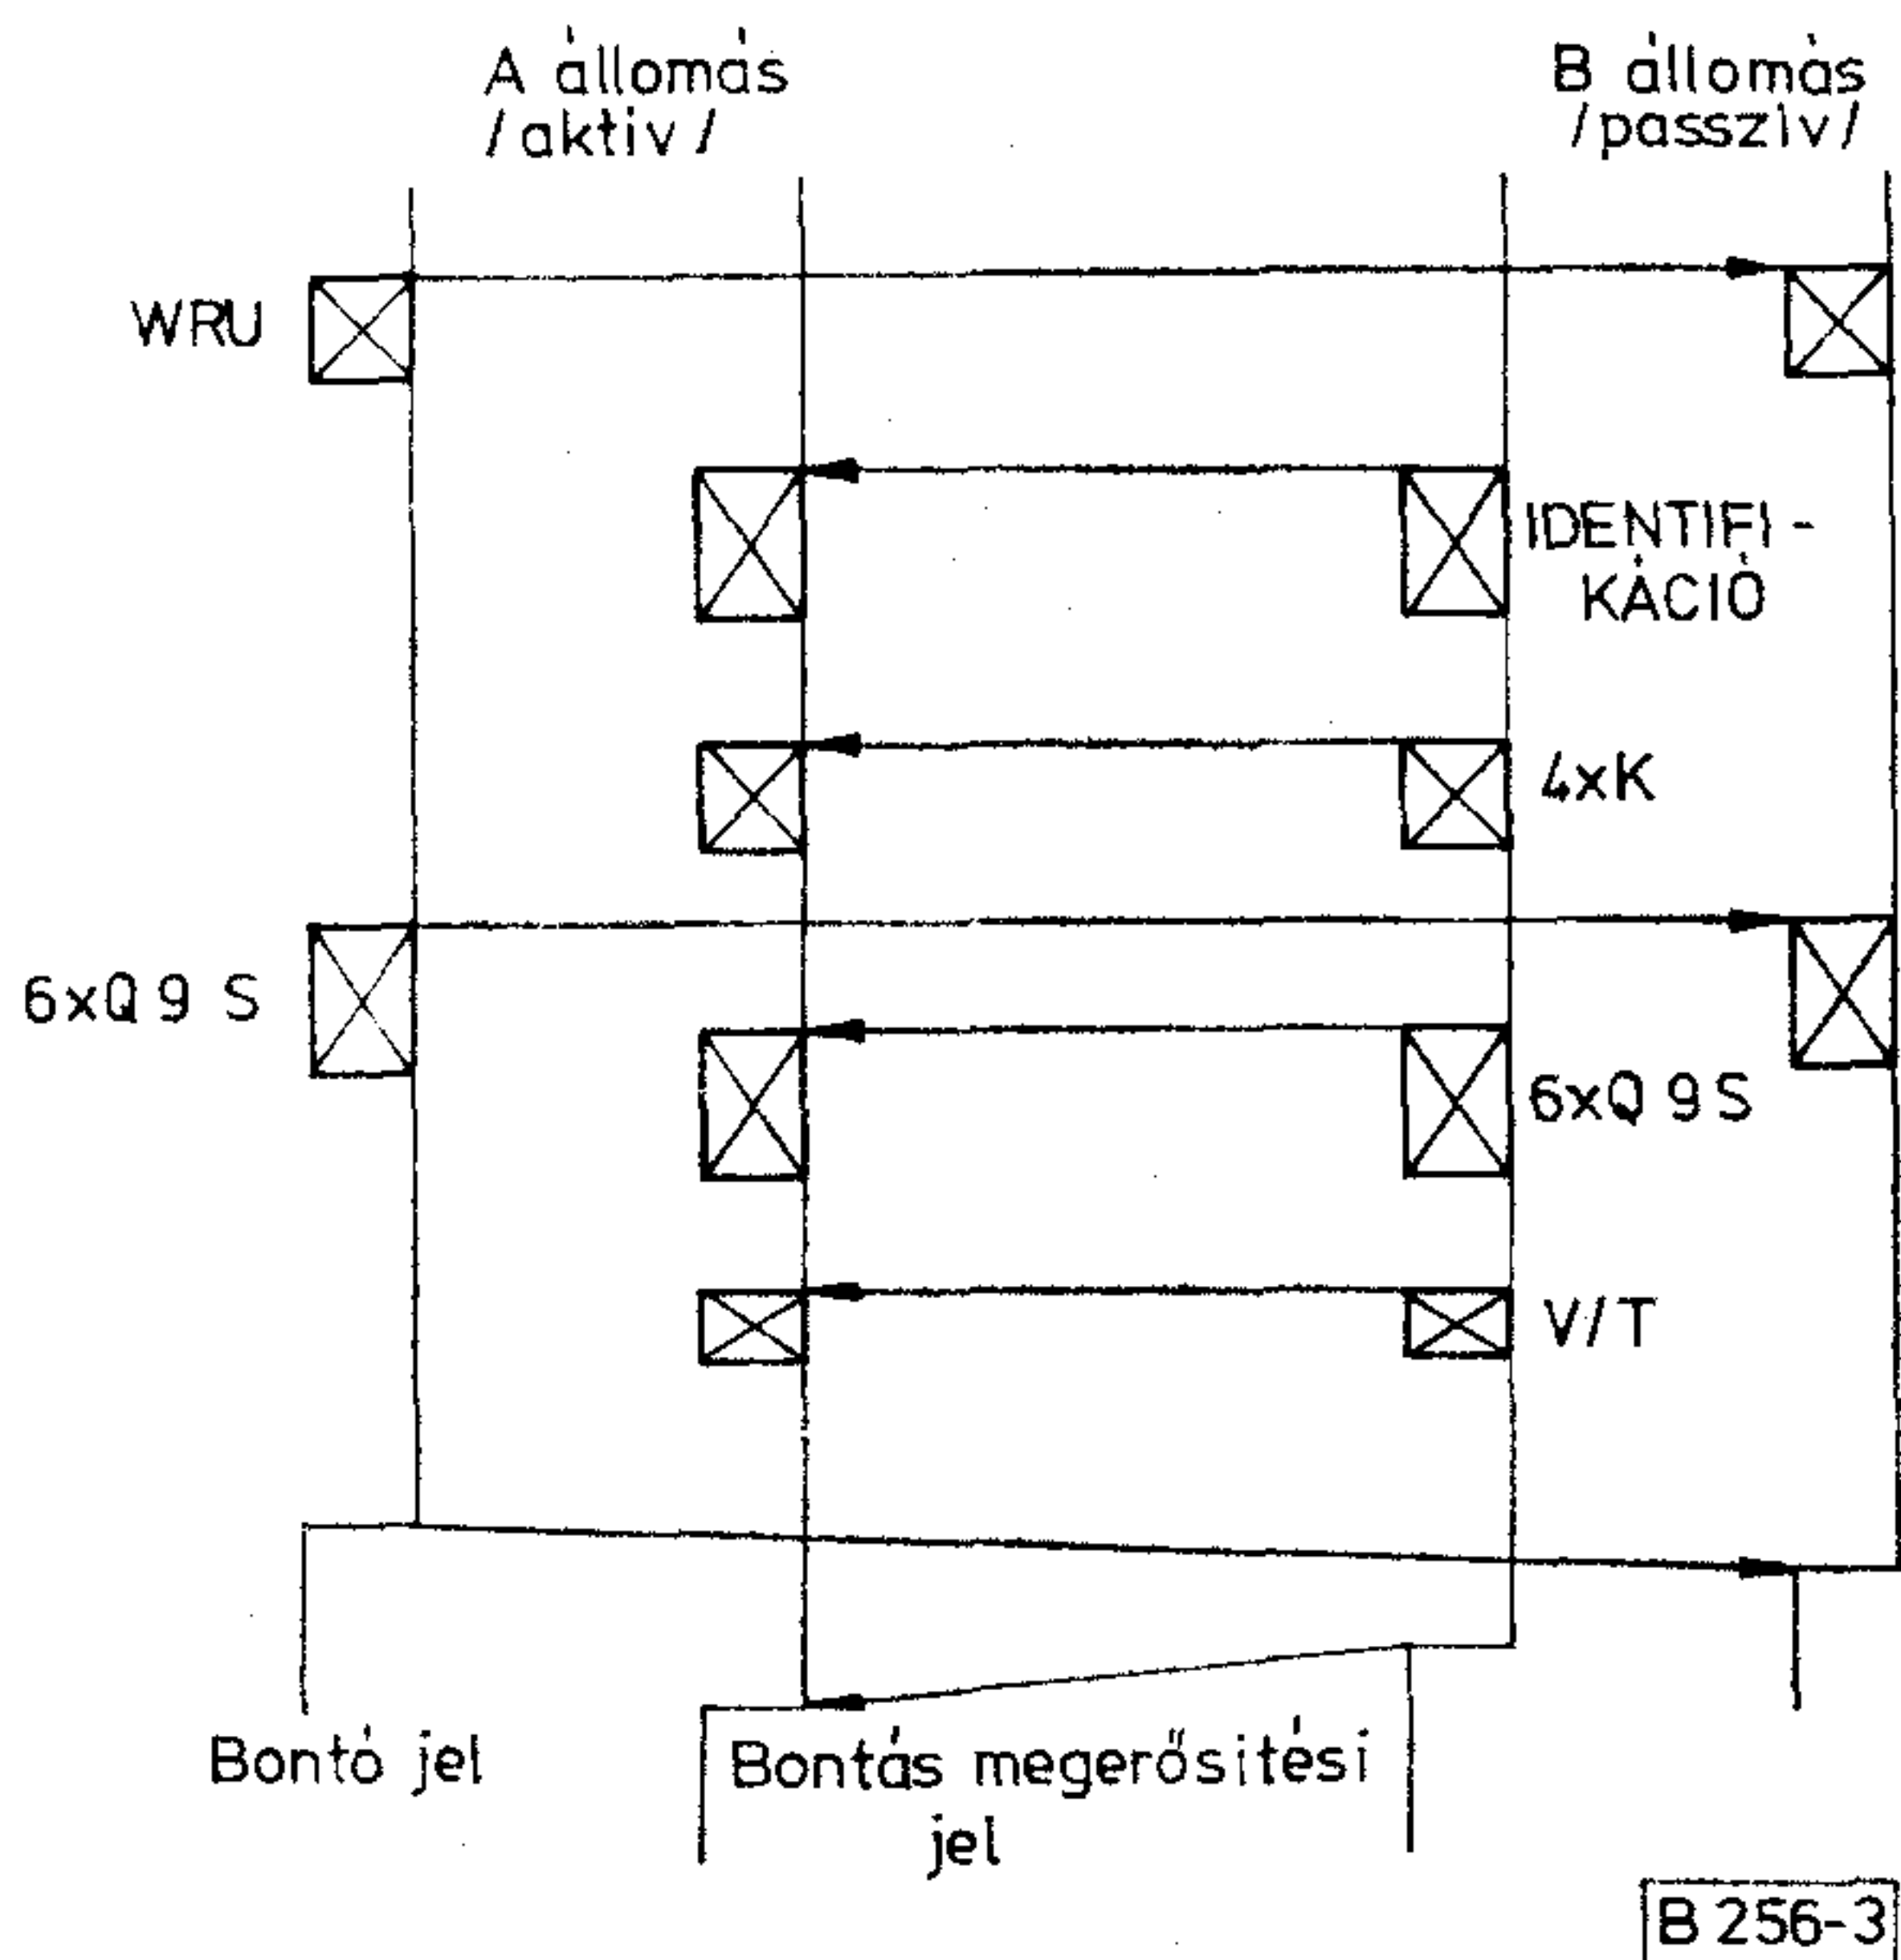 A állomás
/aktiv/
B állomás
/passziv/
WRU
IDENTIFI-
KÁCIÓ
4xK
6xQ 9 S
6xQ 9 S
V/T
Bontó jel
Bontás megerősitési
jel
B 256-3